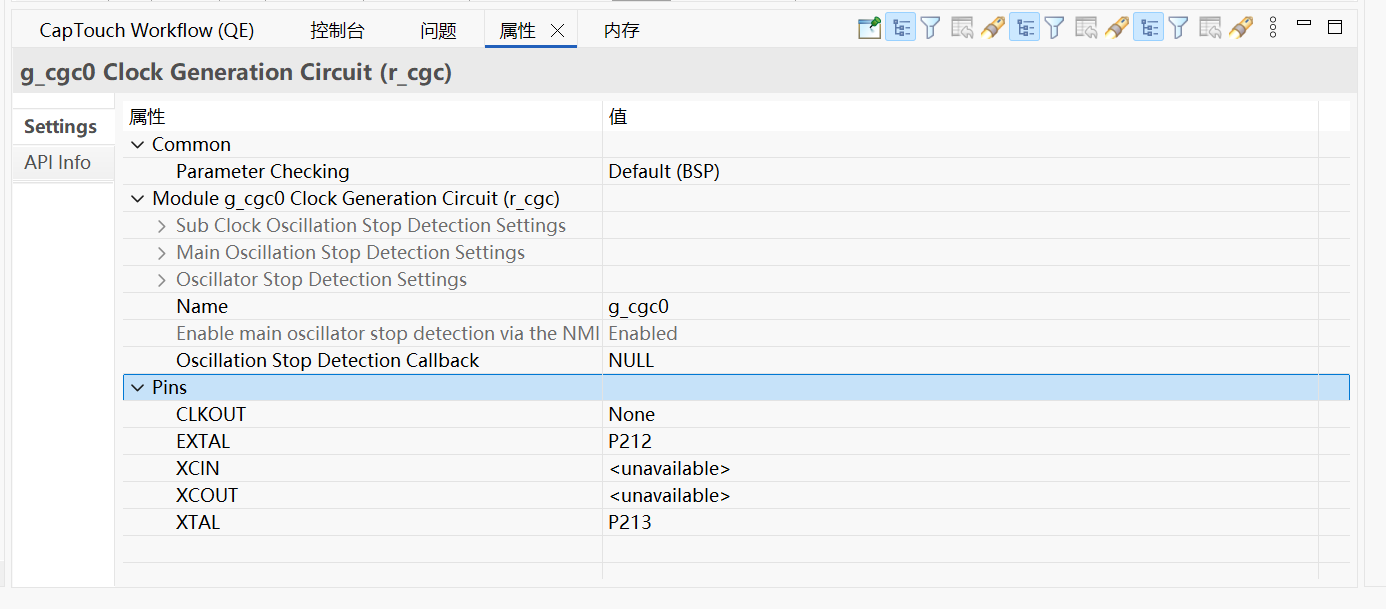 CapTouch Workflow (QE) 控制台 问题 属性 内存
g_cgc0 Clock Generation Circuit (r_cgc)
Settings
API Info
属性 值
Common
Parameter Checking Default (BSP)
Module g_cgc0 Clock Generation Circuit (r_cgc)
Sub Clock Oscillation Stop Detection Settings
Main Oscillation Stop Detection Settings
Oscillator Stop Detection Settings
Name g_cgc0
Enable main oscillator stop detection via the NMI Enabled
Oscillation Stop Detection Callback NULL
Pins
CLKOUT None
EXTAL P212
XCIN <unavailable>
XCOUT <unavailable>
XTAL P213